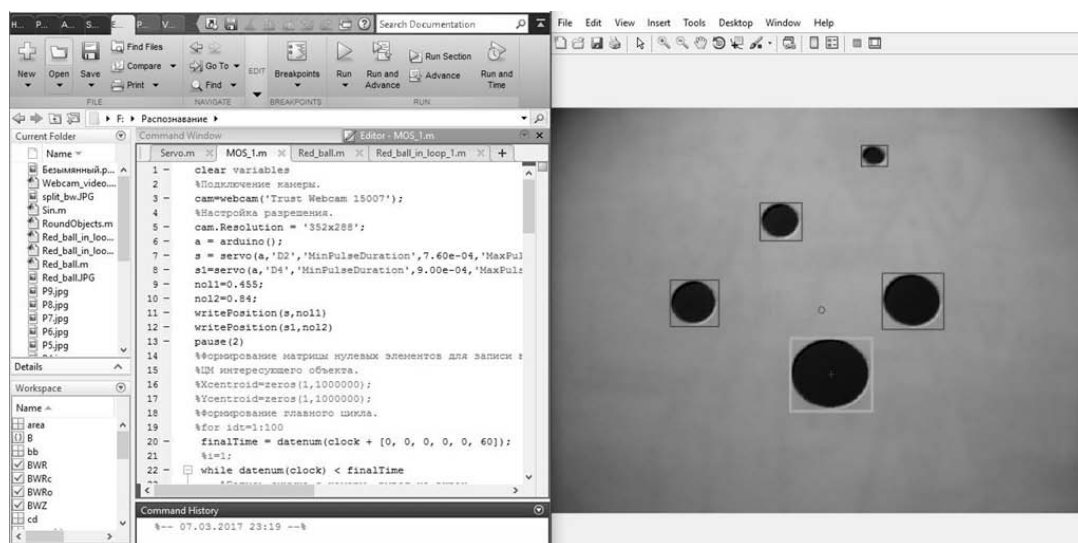 H... P... A... S... E... P... V...
Search Documentation
New
Open
Save
Find Files
Compare
Print
FILE
Go To
Find
NAVIGATE
EDIT
Breakpoints
BREAKPOINTS
Run
Run and
Advance
Run Section
Advance
Run and
Time
RUN
F: Распознавание
Current Folder
Name
Безымянный.p...
Webcam_video....
split_bw.JPG
Sin.m
RoundObjects.m
Red_ball_in_loo...
Red_ball_in_loo...
Red_ball.m
Red_ball.JPG
P9.jpg
P8.jpg
P7.jpg
P6.jpg
P5.jpg
Details
Workspace
Name
area
B
bb
BWR
BWRc
BWRo
BWZ
cd
Command Window
Editor - MOS_1.m
Servo.m MOS_1.m Red_ball.m Red_ball_in_loop_1.m +
1 – clear variables
2 %Подключение камеры.
3 – cam=webcam('Trust Webcam 15007');
4 %Настройка разрешения.
5 – cam.Resolution = '352x288';
6 – a = arduino();
7 – s = servo(a,'D2','MinPulseDuration',7.60e-04,'MaxPul
8 – s1=servo(a,'D4','MinPulseDuration',9.00e-04,'MaxPuls
9 – nol1=0.455;
10 – nol2=0.84;
11 – writePosition(s,nol1)
12 – writePosition(s1,nol2)
13 – pause(2)
14 %Формирование матрицы нулевых элементов для записи
15 %ЦМ интересующего объекта.
16 %Xcentroid=zeros(1,1000000);
17 %Ycentroid=zeros(1,1000000);
18 %Формирование главного цикла.
19 %for idt=1:100
20 – finalTime = datenum(clock + [0, 0, 0, 0, 0, 60]);
21 %i=1;
22 – while datenum(clock) < finalTime
Command History
%-- 07.03.2017 23:19 --%
File Edit View Insert Tools Desktop Window Help